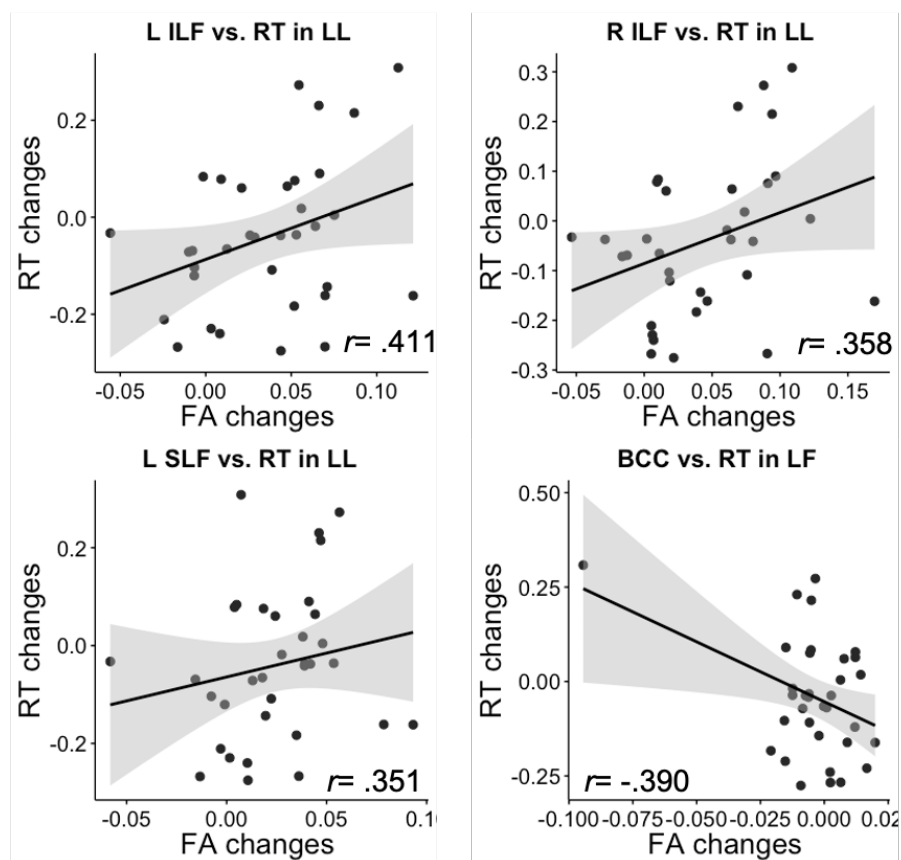 L ILF vs. RT in LL
RT changes
0.2
0.0
-0.2
r= .411
-0.05
0.00
0.05
0.10
FA changes
R ILF vs. RT in LL
RT changes
0.3
0.2
0.1
0.0
-0.1
-0.2
-0.3
r= .358
-0.05
0.00
0.05
0.10
0.15
FA changes
L SLF vs. RT in LL
RT changes
0.2
0.0
-0.2
r= .351
-0.05
0.00
0.05
0.1
FA changes
BCC vs. RT in LF
RT changes
0.50
0.25
0.00
-0.25
r= -.390
-0.100
-0.075
-0.050
-0.025
0.000
0.02
FA changes